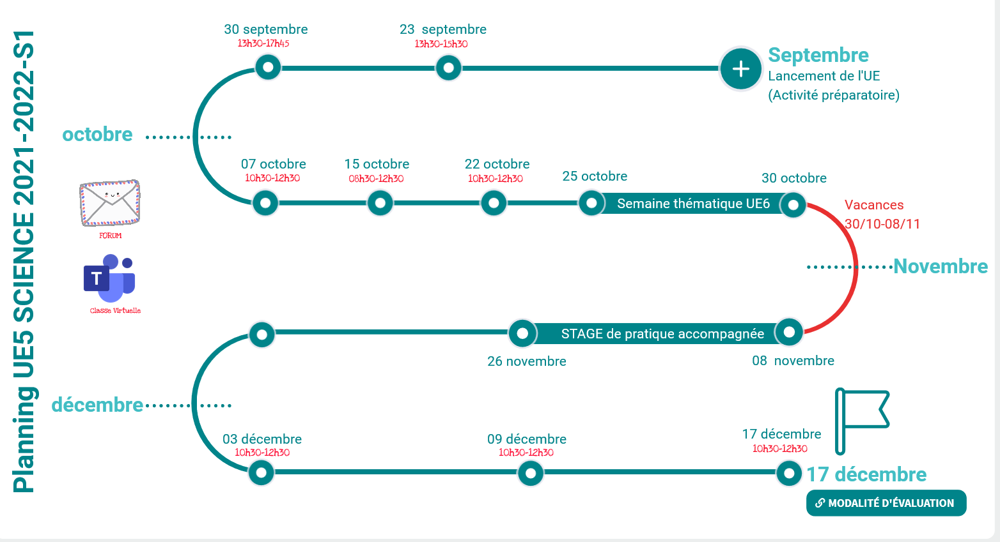 Planning UE5 SCIENCE 2021-2022-S1
30 septembre
13h30-17h45
23 septembre
13h30-15h30
Septembre
Lancement de l'UE
(Activité préparatoire)
octobre
07 octobre
10h30-12h30
15 octobre
08h30-12h30
22 octobre
10h30-12h30
25 octobre
Semaine thématique UE6
30 octobre
Vacances
30/10-08/11
FORUM
T
Classe Virtuelle
Novembre
STAGE de pratique accompagnée
26 novembre
08 novembre
décembre
03 décembre
10h30-12h30
09 décembre
10h30-12h30
17 décembre
10h30-12h30
17 décembre
MODALITÉ D'ÉVALUATION